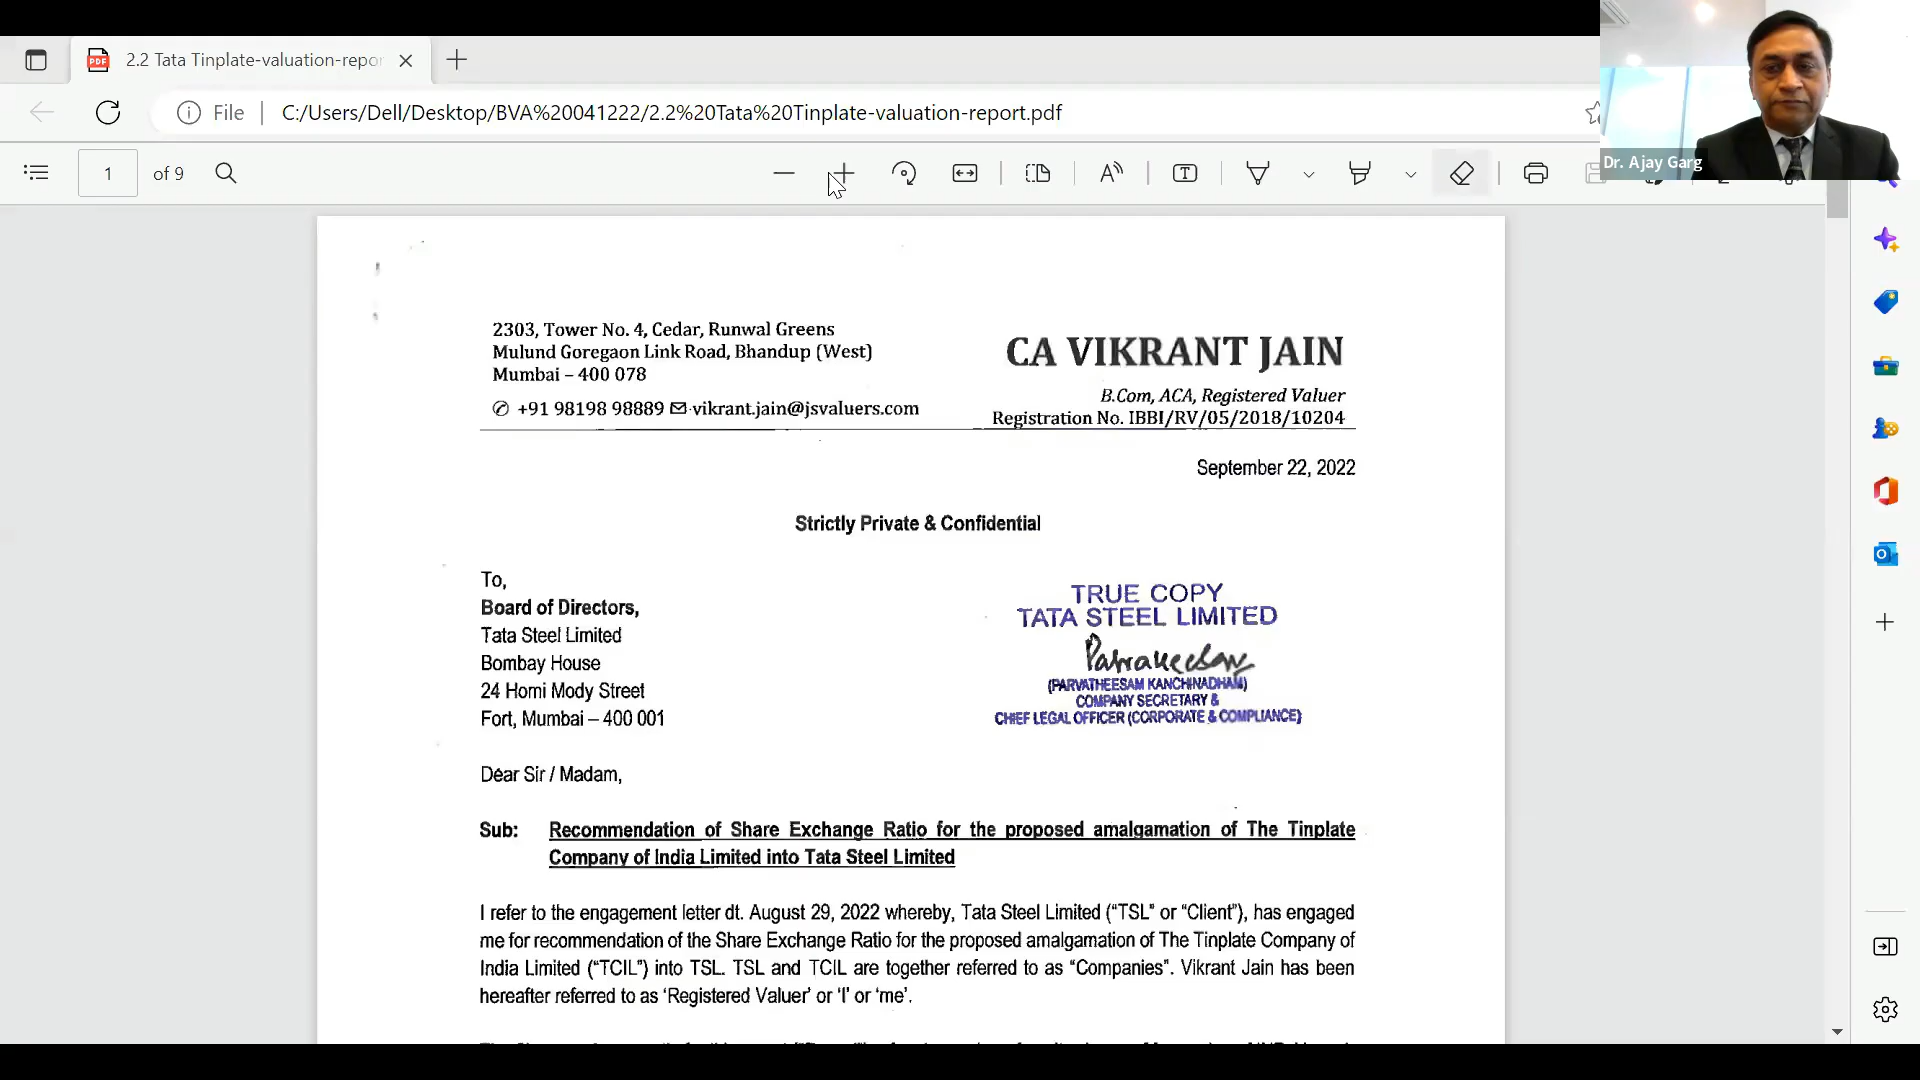 2.2 Tata Tinplate-valuation-repo
File
C:/Users/Dell/Desktop/BVA%20041222/2.2%20Tata%20Tinplate-valuation-report.pdf
1 of 9
Dr. Ajay Garg
2303, Tower No. 4, Cedar, Runwal Greens
Mulund Goregaon Link Road, Bhandup (West)
Mumbai – 400 078
+91 98198 98889 vikrant.jain@jsvaluers.com
CA VIKRANT JAIN
B.Com, ACA, Registered Valuer
Registration No. IBBI/RV/05/2018/10204
September 22, 2022
Strictly Private & Confidential
To,
Board of Directors,
Tata Steel Limited
Bombay House
24 Homi Mody Street
Fort, Mumbai – 400 001
TRUE COPY
TATA STEEL LIMITED
(PARVATHEESAM KANCHINADHAM)
COMPANY SECRETARY &
CHIEF LEGAL OFFICER (CORPORATE & COMPLIANCE)
Dear Sir / Madam,
Sub: Recommendation of Share Exchange Ratio for the proposed amalgamation of The Tinplate
Company of India Limited into Tata Steel Limited
I refer to the engagement letter dt. August 29, 2022 whereby, Tata Steel Limited (“TSL” or “Client”), has engaged
me for recommendation of the Share Exchange Ratio for the proposed amalgamation of The Tinplate Company of
India Limited (“TCIL”) into TSL. TSL and TCIL are together referred to as “Companies”. Vikrant Jain has been
hereafter referred to as ‘Registered Valuer’ or ‘I’ or ‘me’.